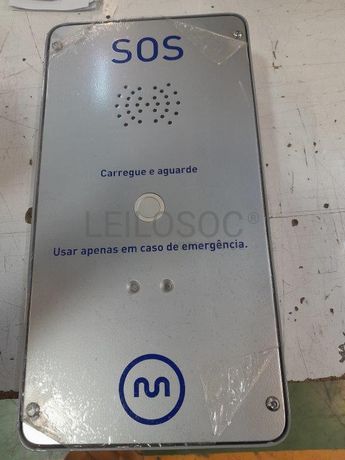 SOS
Carregue e aguarde
LEILOSOC®
Usar apenas em caso de emergência.
m